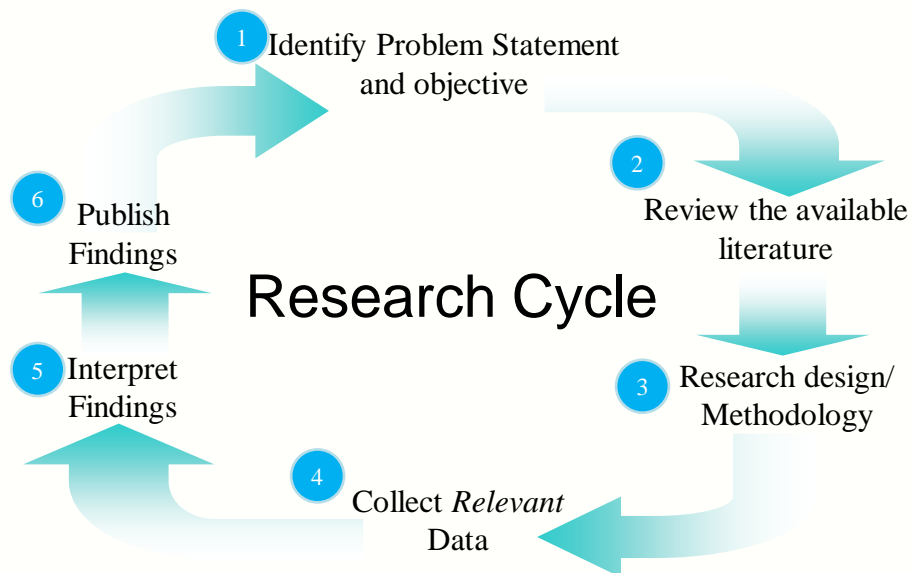 1
Identify Problem Statement
and objective
2
Review the available
literature
3
Research design/
Methodology
4
Collect Relevant
Data
5
Interpret
Findings
6
Publish
Findings
Research Cycle